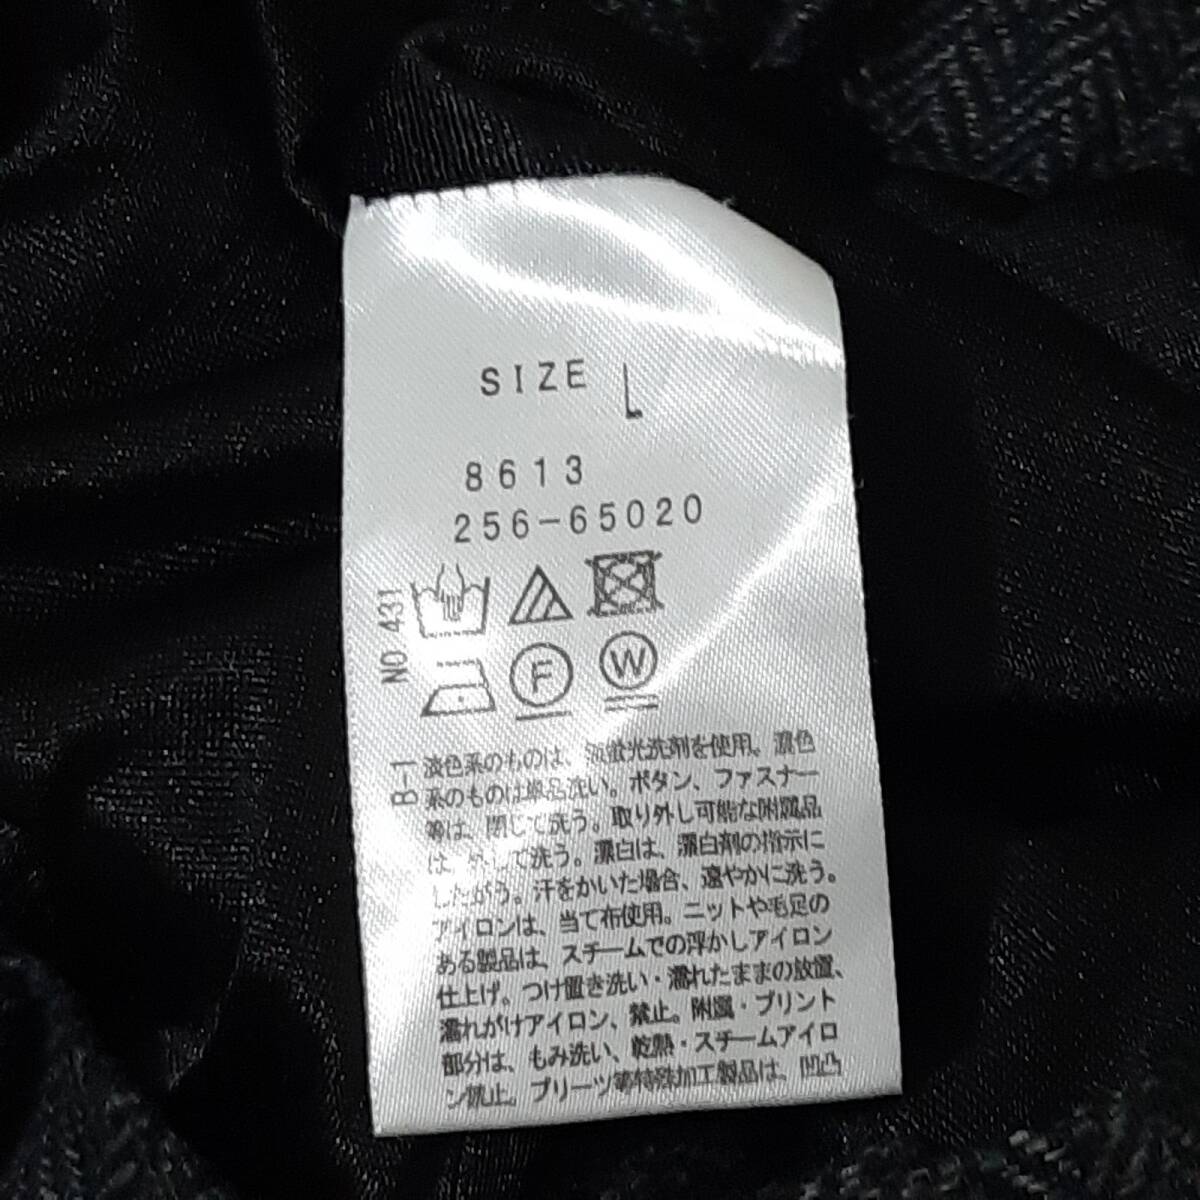 SIZE L
8613
256-65020
NO 431
F W
B-1
淡色系のものは、無蛍光洗剤を使用。濃色
系のものは単品洗い。ボタン、ファスナー
等は、閉じて洗う。取り外し可能な附属品
は、外して洗う。漂白は、漂白剤の指示に
したがう。汗をかいた場合、速やかに洗う。
アイロンは、当て布使用。ニットや毛足の
ある製品は、スチームでの浮かしアイロン
仕上げ。つけ置き洗い・濡れたままの放置、
濡れがけアイロン、禁止。附属・プリント
部分は、もみ洗い、乾熱・スチームアイロ
ン禁止。プリーツ等特殊加工製品は、凹凸